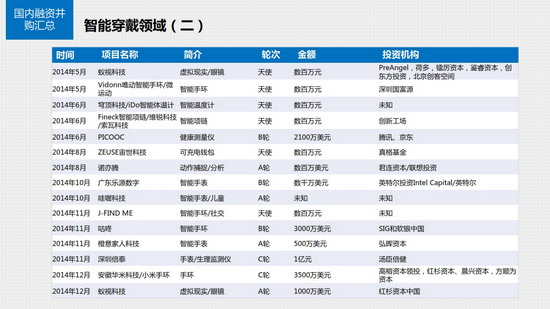 国内融资并
购汇总
智能穿戴领域（二）
时间 项目名称 简介 轮次 金额 投资机构
2014年5月 蚁视科技 虚拟现实/眼镜 天使 数百万元 PreAngel，荷多，镭厉资本，鉴睿资本，创
东方投资，北京创客空间
2014年5月 Vidonn唯动智能手环/微
运动 智能手环 天使 数百万元 深圳国富源
2014年6月 穹顶科技/iDo智能体温计 智能温度计 天使 数百万元 未知
2014年6月 Fineck智能项链/维锐科技
/索瓦科技 智能项链 天使 数百万元 创新工场
2014年6月 PICOOC 健康测量仪 B轮 2100万美元 腾讯、京东
2014年8月 ZEUSE宙世科技 可充电钱包 天使 数百万元 真格基金
2014年8月 诺亦腾 动作捕捉/分析 A轮 数百万美元 君连资本/联想投资
2014年10月 广东乐源数字 智能手表 B轮 数千万美元 英特尔投资Intel Capital/英特尔
2014年10月 哇喔科技 智能手表/儿童 A轮 未知 未知
2014年11月 J-FIND ME 智能手环/社交 天使 数百万元 未知
2014年11月 咕咚 智能手环 B轮 3000万美元 SIG和软银中国
2014年11月 橙意家人科技 智能手表 A轮 500万美元 弘晖资本
2014年11月 深圳倍泰 手表/生理监测仪 C轮 1亿元 汤臣倍健
2014年12月 安徽华米科技/小米手环 手环 C轮 3500万美元 高榕资本领投，红杉资本、晨兴资本，方顺为
资本
2014年12月 蚁视科技 虚拟现实/眼镜 A轮 1000万美元 红杉资本中国